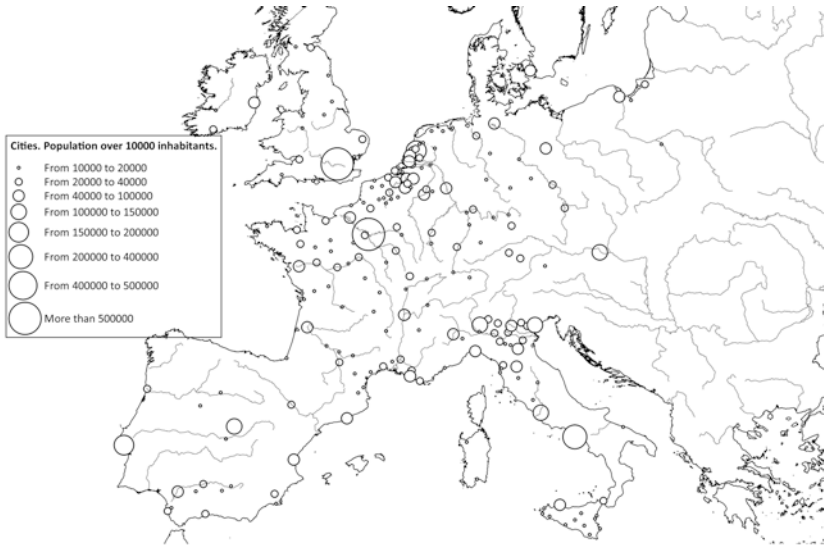 Cities. Population over 10000 inhabitants.
From 10000 to 20000
From 20000 to 40000
From 40000 to 100000
From 100000 to 150000
From 150000 to 200000
From 200000 to 400000
From 400000 to 500000
More than 500000